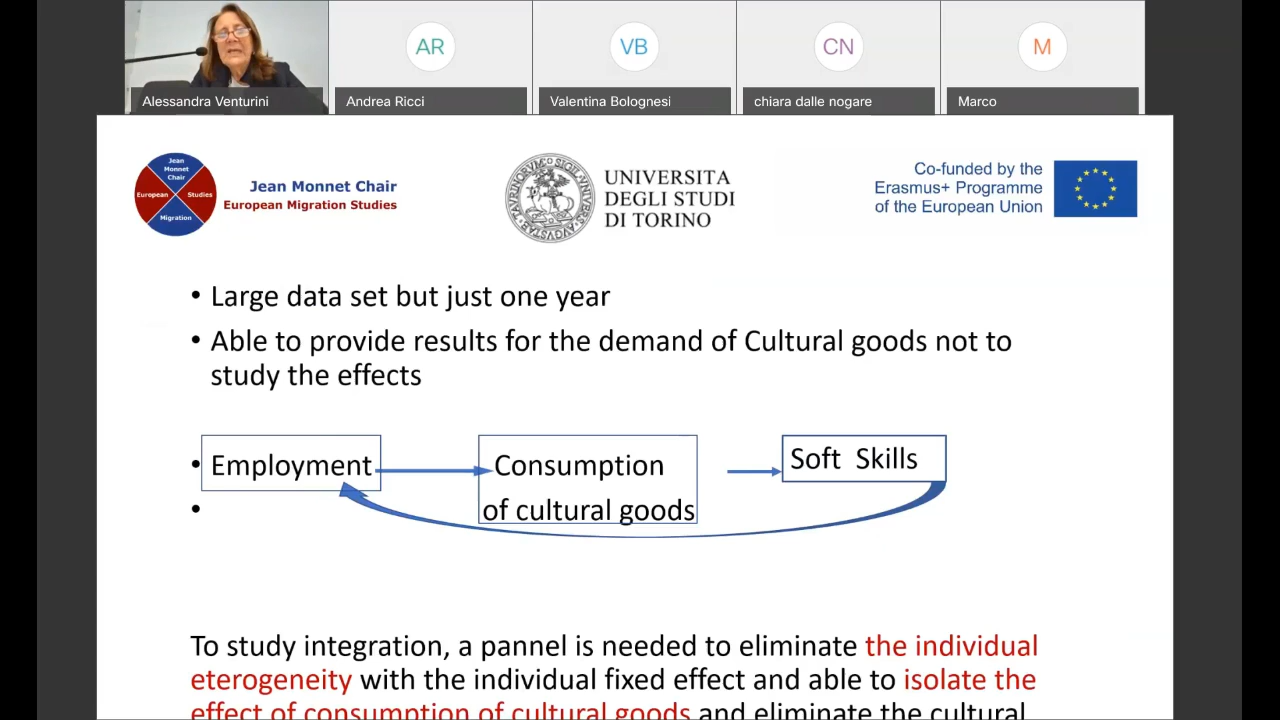 AR
VB
CN
M
Alessandra Venturini
Andrea Ricci
Valentina Bolognesi
chiara dalle nogare
Marco
Jean
Monnet
Chair
European
Studies
Migration
Jean Monnet Chair
European Migration Studies
UNIVERSITA
DEGLI STUDI
DI TORINO
Co-funded by the
Erasmus+ Programme
of the European Union
• Large data set but just one year
• Able to provide results for the demand of Cultural goods not to
study the effects
• Employment
Consumption
of cultural goods
Soft Skills
•
To study integration, a pannel is needed to eliminate the individual
eterogeneity with the individual fixed effect and able to isolate the
effect of consumption of cultural goods and eliminate the cultural